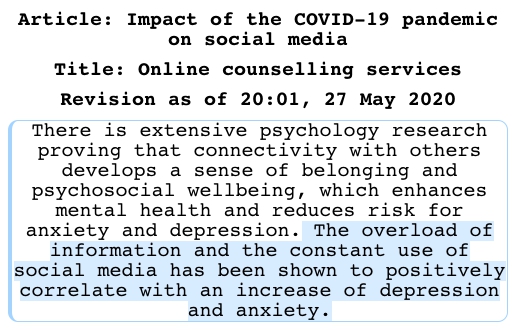 Article: Impact of the COVID-19 pandemic
on social media
Title: Online counselling services
Revision as of 20:01, 27 May 2020
There is extensive psychology research
proving that connectivity with others
develops a sense of belonging and
psychosocial wellbeing, which enhances
mental health and reduces risk for
anxiety and depression. The overload of
information and the constant use of
social media has been shown to positively
correlate with an increase of depression
and anxiety.